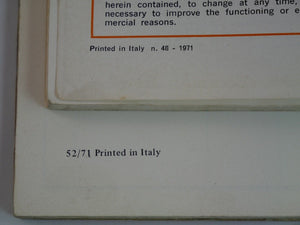 herein contained, to change at any time,
necessary to improve the functioning or
mercial reasons.
Printed in Italy n. 48 - 1971
52/71 Printed in Italy